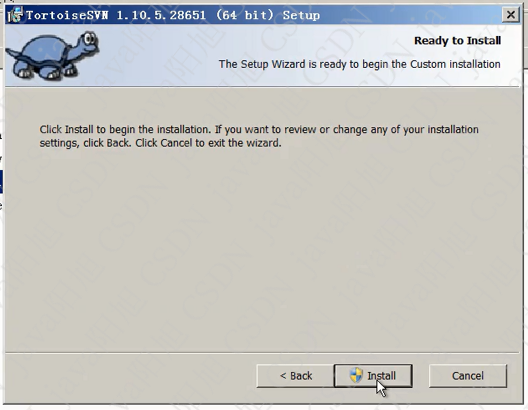 TortoiseSVN 1.10.5.28651 (64 bit) Setup
Ready to Install
The Setup Wizard is ready to begin the Custom installation
Click Install to begin the installation. If you want to review or change any of your installation
settings, click Back. Click Cancel to exit the wizard.
< Back Install Cancel